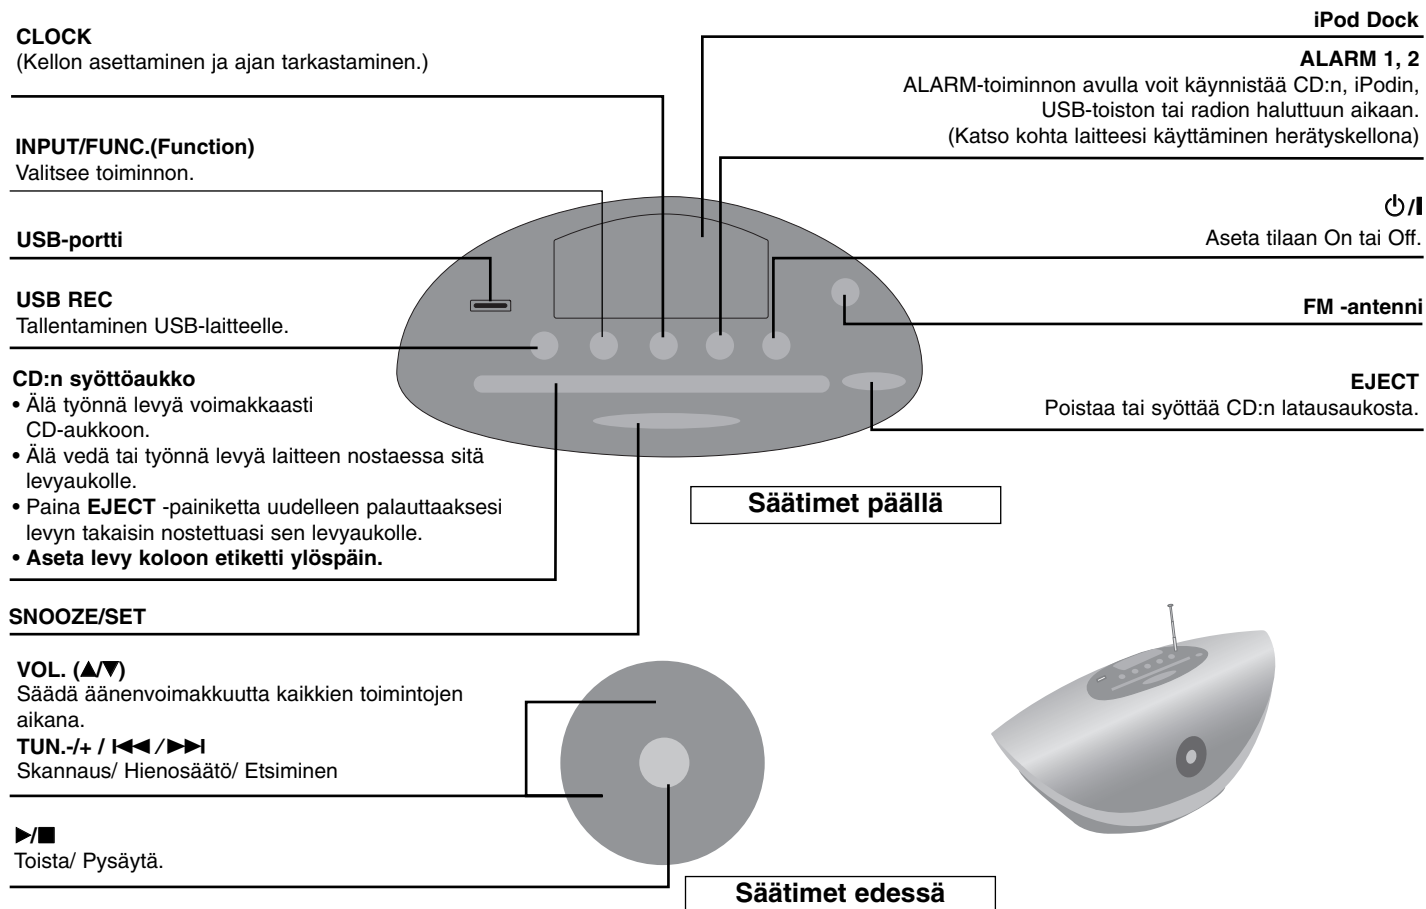 CLOCK
(Kellon asettaminen ja ajan tarkastaminen.)
INPUT/FUNC.(Function)
Valitsee toiminnon.
USB-portti
USB REC
Tallentaminen USB-laitteelle.
CD:n syöttöaukko
• Älä työnnä levyä voimakkaasti
CD-aukkoon.
• Älä vedä tai työnnä levyä laitteen nostaessa sitä
levyaukolle.
• Paina EJECT -painiketta uudelleen palauttaaksesi
levyn takaisin nostettuasi sen levyaukolle.
• Aseta levy koloon etiketti ylöspäin.
SNOOZE/SET
iPod Dock
ALARM 1, 2
ALARM-toiminnon avulla voit käynnistää CD:n, iPodin,
USB-toiston tai radion haluttuun aikaan.
(Katso kohta laitteesi käyttäminen herätyskellona)
⏻/I
Aseta tilaan On tai Off.
FM -antenni
EJECT
Poistaa tai syöttää CD:n latausaukosta.
Säätimet päällä
VOL. (▲/▼)
Säädä äänenvoimakkuutta kaikkien toimintojen
aikana.
TUN.-/+ / I◀◀ / ▶▶I
Skannaus/ Hienosäätö/ Etsiminen
▶/■
Toista/ Pysäytä.
Säätimet edessä